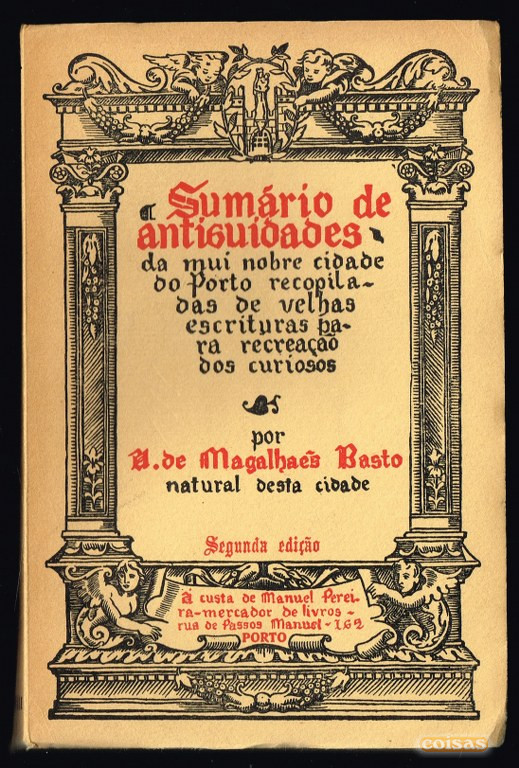 Sumário de
antiguidades
da mui nobre cidade
do Porto recopila-
das de velhas
escrituras pa-
ra recreação
dos curiosos
por
A. de Magalhaẽs Basto
natural desta cidade
Segunda edição
À custa de Manuel Perei-
ra-mercador de livros-
rua de Passos Manuel-162
PORTO
coisas